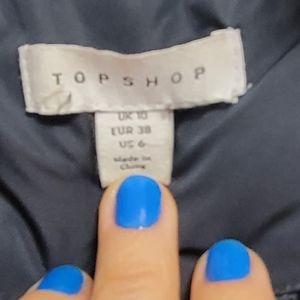 TOPSHOP
UK 10
EUR 38
US 6
Made in
China